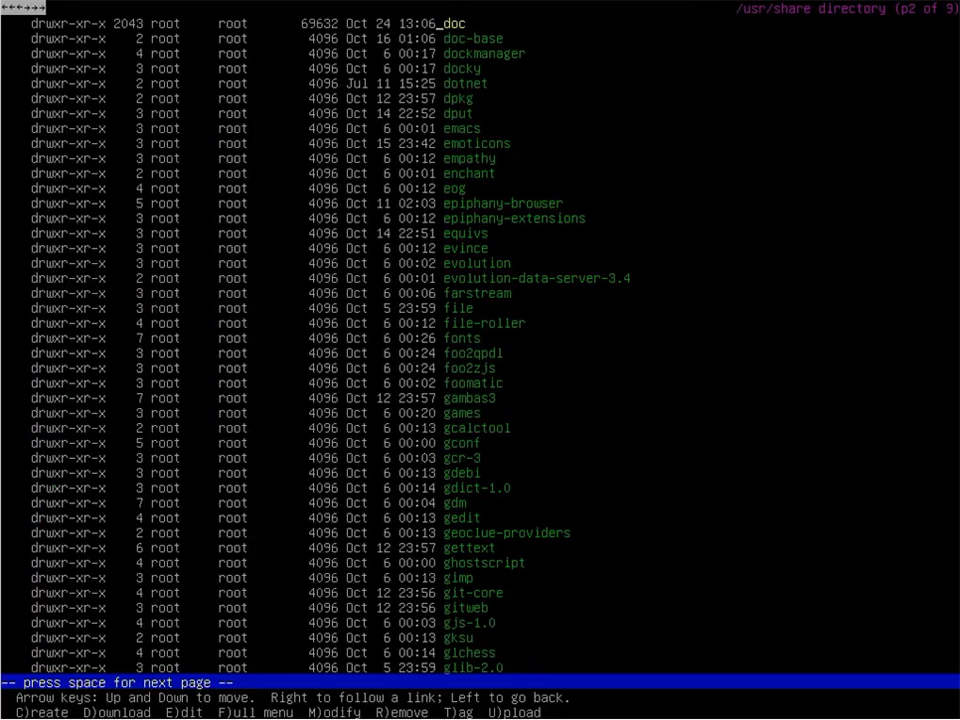 ←←←→→→ /usr/share directory (p2 of 9)
drwxr-xr-x 2043 root root 69632 Oct 24 13:06 doc
drwxr-xr-x 2 root root 4096 Oct 16 01:06 doc-base
drwxr-xr-x 4 root root 4096 Oct 6 00:17 dockmanager
drwxr-xr-x 3 root root 4096 Oct 6 00:17 docky
drwxr-xr-x 2 root root 4096 Jul 11 15:25 dotnet
drwxr-xr-x 2 root root 4096 Oct 12 23:57 dpkg
drwxr-xr-x 3 root root 4096 Oct 14 22:52 dput
drwxr-xr-x 3 root root 4096 Oct 6 00:01 emacs
drwxr-xr-x 3 root root 4096 Oct 15 23:42 emoticons
drwxr-xr-x 3 root root 4096 Oct 6 00:12 empathy
drwxr-xr-x 2 root root 4096 Oct 6 00:01 enchant
drwxr-xr-x 4 root root 4096 Oct 6 00:12 eog
drwxr-xr-x 5 root root 4096 Oct 11 02:03 epiphany-browser
drwxr-xr-x 3 root root 4096 Oct 6 00:12 epiphany-extensions
drwxr-xr-x 3 root root 4096 Oct 14 22:51 equivs
drwxr-xr-x 3 root root 4096 Oct 6 00:12 evince
drwxr-xr-x 3 root root 4096 Oct 6 00:02 evolution
drwxr-xr-x 2 root root 4096 Oct 6 00:01 evolution-data-server-3.4
drwxr-xr-x 3 root root 4096 Oct 6 00:06 farstream
drwxr-xr-x 3 root root 4096 Oct 5 23:59 file
drwxr-xr-x 4 root root 4096 Oct 6 00:12 file-roller
drwxr-xr-x 7 root root 4096 Oct 6 00:26 fonts
drwxr-xr-x 3 root root 4096 Oct 6 00:24 foo2qpdl
drwxr-xr-x 3 root root 4096 Oct 6 00:24 foo2zjs
drwxr-xr-x 3 root root 4096 Oct 6 00:02 foomatic
drwxr-xr-x 7 root root 4096 Oct 12 23:57 gambas3
drwxr-xr-x 3 root root 4096 Oct 6 00:20 games
drwxr-xr-x 2 root root 4096 Oct 6 00:13 gcalctool
drwxr-xr-x 5 root root 4096 Oct 6 00:00 gconf
drwxr-xr-x 3 root root 4096 Oct 6 00:03 gcr-3
drwxr-xr-x 3 root root 4096 Oct 6 00:13 gdebi
drwxr-xr-x 3 root root 4096 Oct 6 00:14 gdict-1.0
drwxr-xr-x 7 root root 4096 Oct 6 00:04 gdm
drwxr-xr-x 4 root root 4096 Oct 6 00:13 gedit
drwxr-xr-x 2 root root 4096 Oct 6 00:13 geoclue-providers
drwxr-xr-x 6 root root 4096 Oct 12 23:57 gettext
drwxr-xr-x 4 root root 4096 Oct 6 00:00 ghostscript
drwxr-xr-x 3 root root 4096 Oct 6 00:13 gimp
drwxr-xr-x 4 root root 4096 Oct 12 23:56 git-core
drwxr-xr-x 3 root root 4096 Oct 12 23:56 gitweb
drwxr-xr-x 4 root root 4096 Oct 6 00:03 gjs-1.0
drwxr-xr-x 2 root root 4096 Oct 6 00:13 gksu
drwxr-xr-x 4 root root 4096 Oct 6 00:14 glchess
drwxr-xr-x 3 root root 4096 Oct 5 23:59 glib-2.0
-- press space for next page --
Arrow keys: Up and Down to move. Right to follow a link; Left to go back.
C)reate D)ownload E)dit F)ull menu M)odify R)emove T)ag U)pload